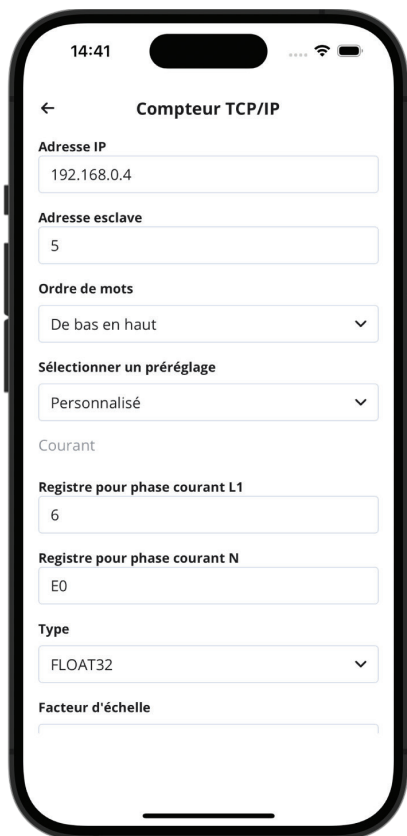 14:41
Compteur TCP/IP
Adresse IP
192.168.0.4
Adresse esclave
5
Ordre de mots
De bas en haut
Sélectionner un préréglage
Personnalisé
Courant
Registre pour phase courant L1
6
Registre pour phase courant N
E0
Type
FLOAT32
Facteur d'échelle